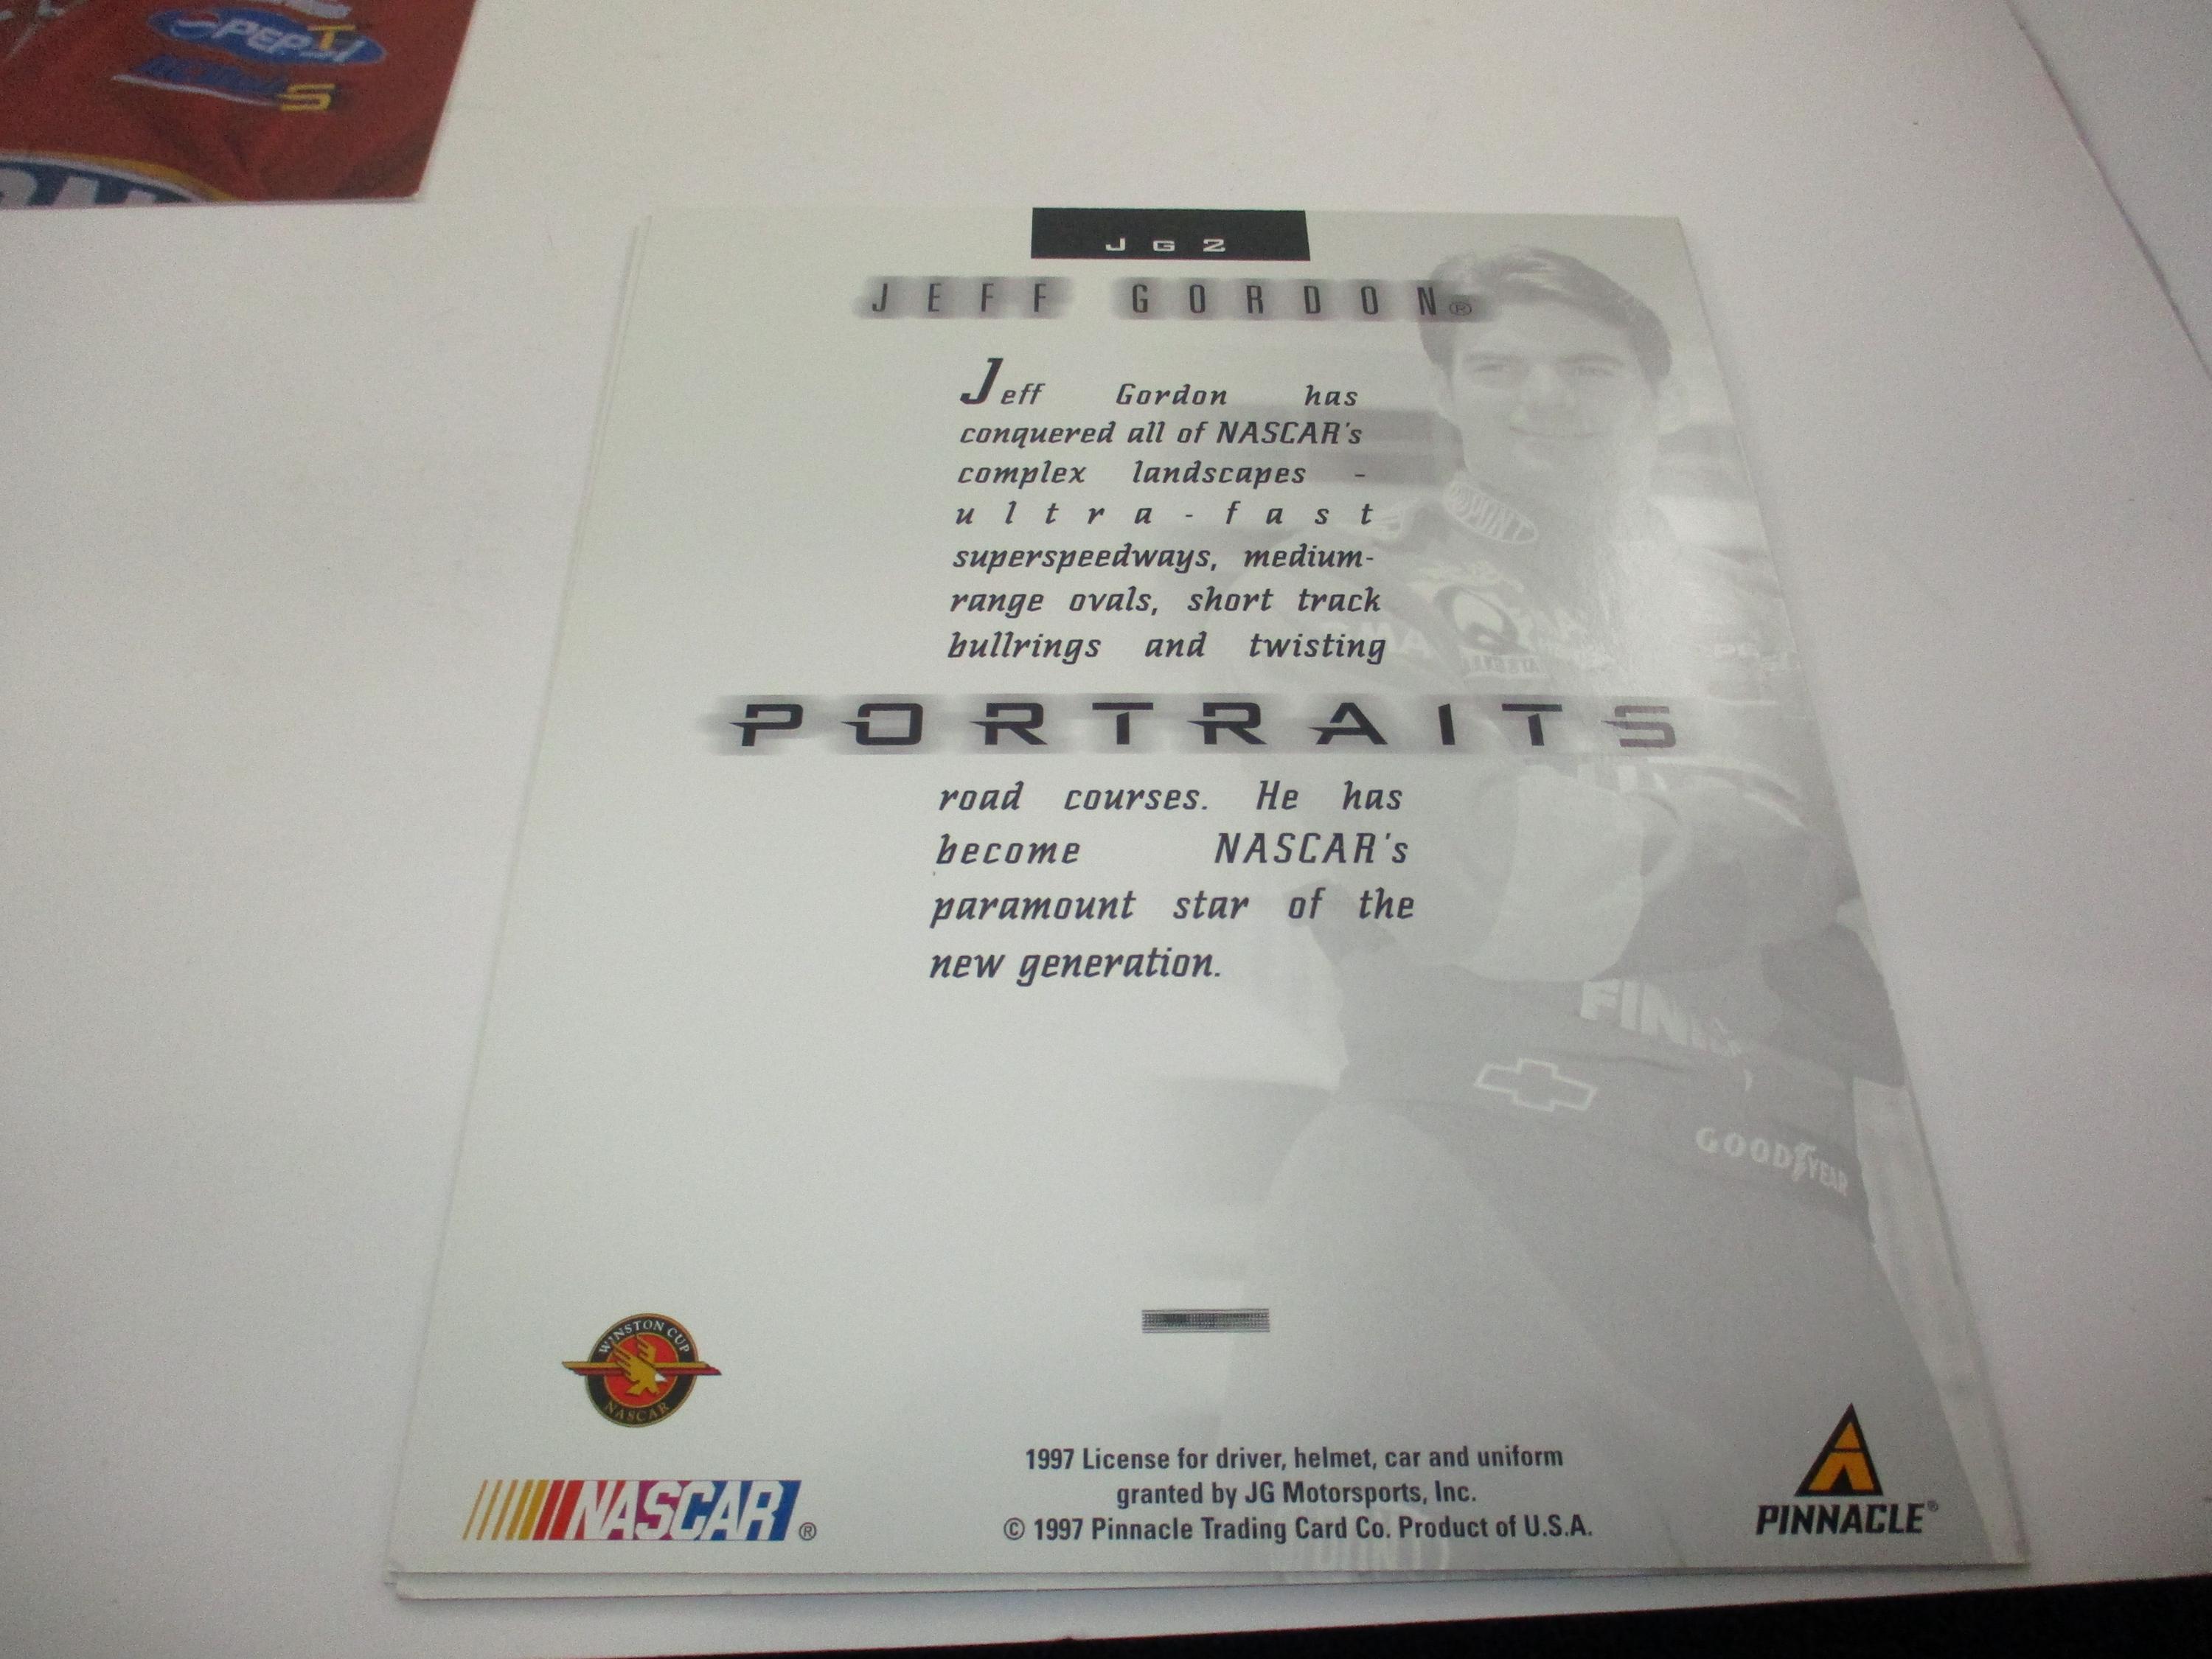 PEPSI
S
JG2
JEFF GORDON®
Jeff Gordon has
conquered all of NASCAR's
complex landscapes -
ultra-fast
superspeedways, medium-
range ovals, short track
bullrings and twisting
PORTRAITS
road courses. He has
become NASCAR's
paramount star of the
new generation.
FINI
GOODYEAR
WINSTON CUP
NASCAR
NASCAR®
1997 License for driver, helmet, car and uniform
granted by JG Motorsports, Inc.
© 1997 Pinnacle Trading Card Co. Product of U.S.A.
PINNACLE®